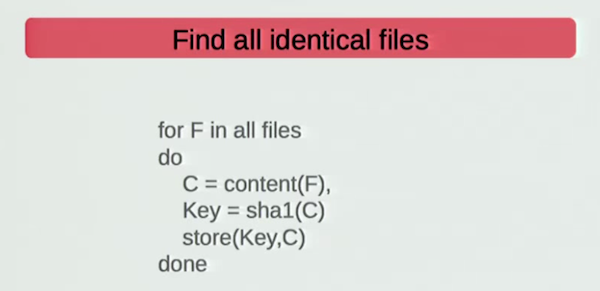 Find all identical files
for F in all files
do
C = content(F),
Key = sha1(C)
store(Key,C)
done